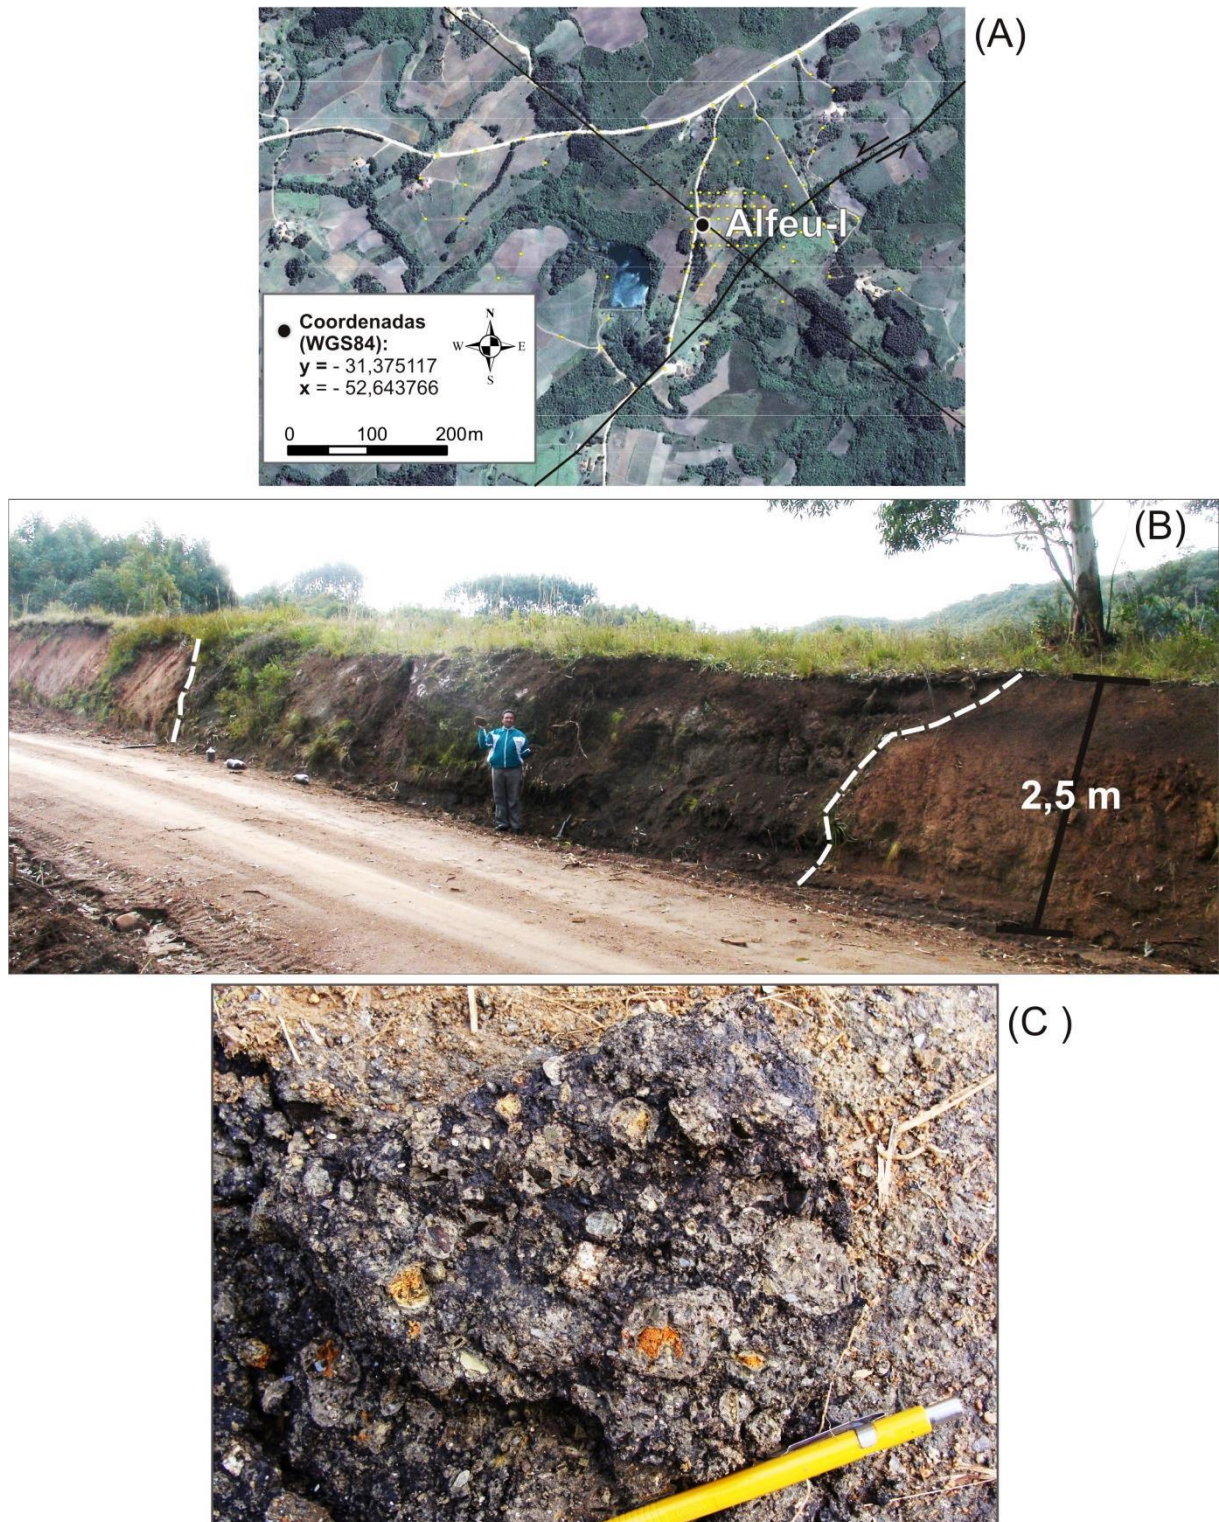 (A)
Alfeu-I
Coordenadas
(WGS84):
y = - 31,375117
x = - 52,643766
N
W E
S
0 100 200m
(B)
2,5 m
(C )